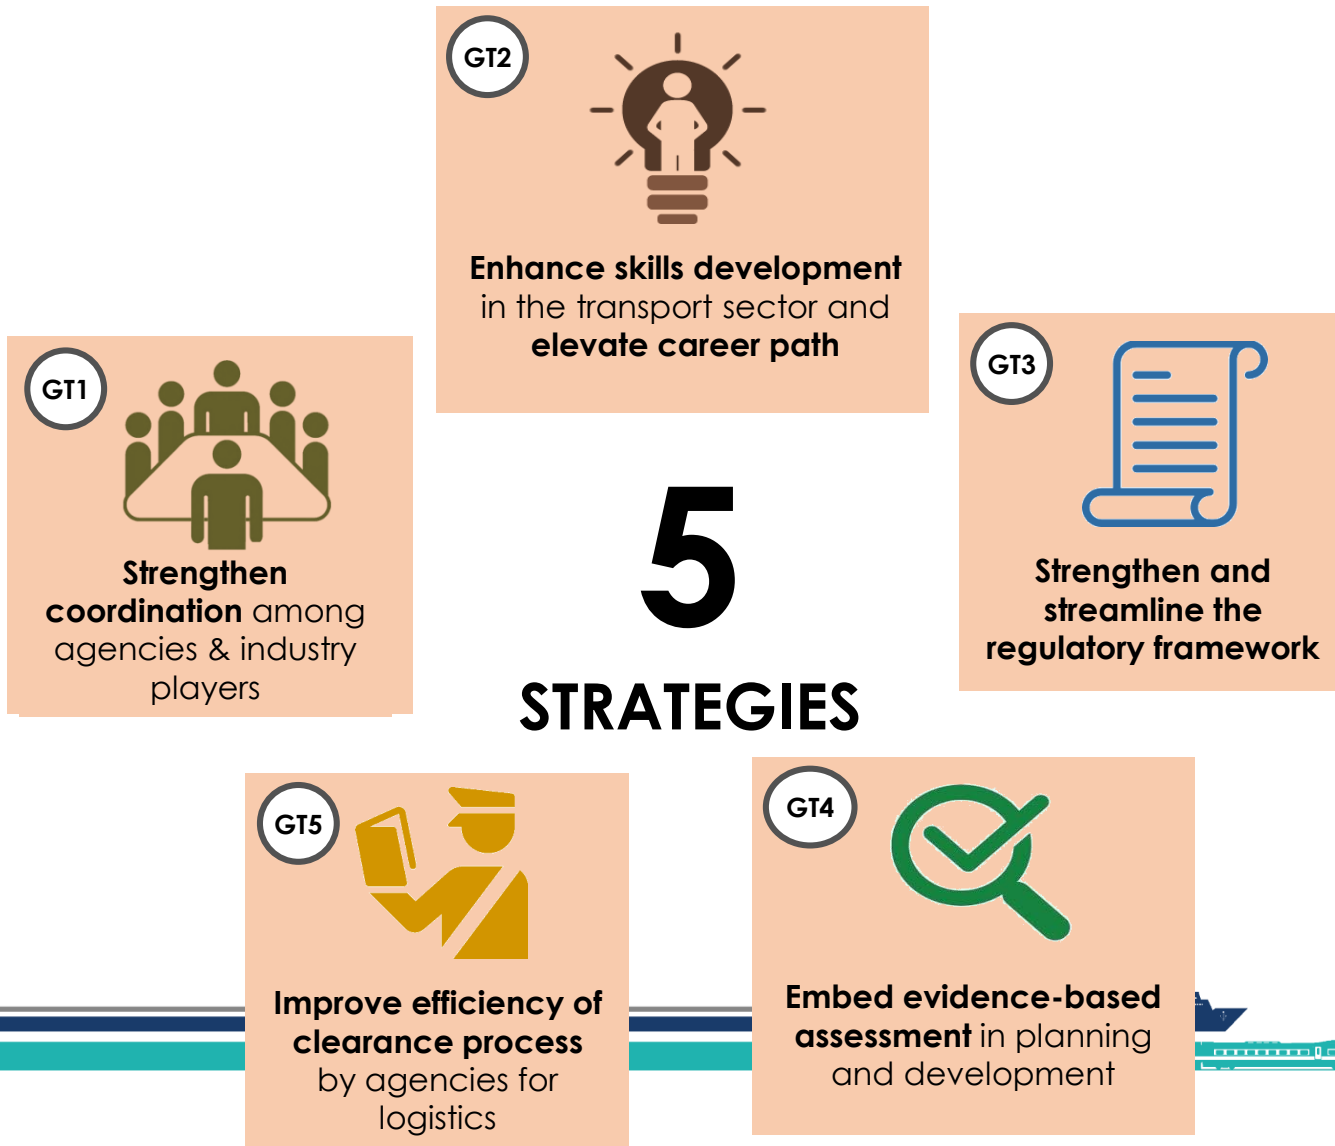 GT1
Strengthen
coordination among
agencies & industry
players
GT2
Enhance skills development
in the transport sector and
elevate career path
GT3
Strengthen and
streamline the
regulatory framework
5
STRATEGIES
GT5
Improve efficiency of
clearance process
by agencies for
logistics
GT4
Embed evidence-based
assessment in planning
and development